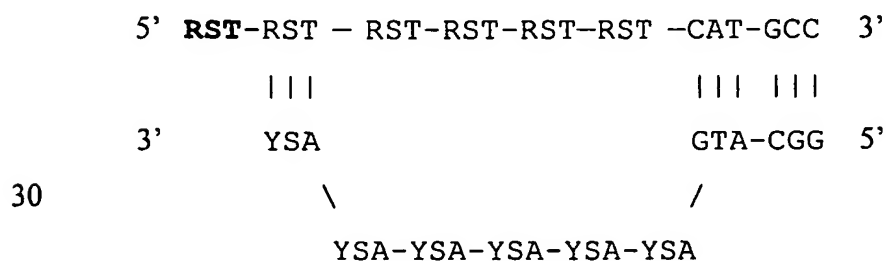 5’ RST-RST — RST-RST-RST—RST —CAT-GCC 3’
||| ||| |||
3’ YSA GTA-CGG 5’
30 \ /
YSA-YSA-YSA-YSA-YSA